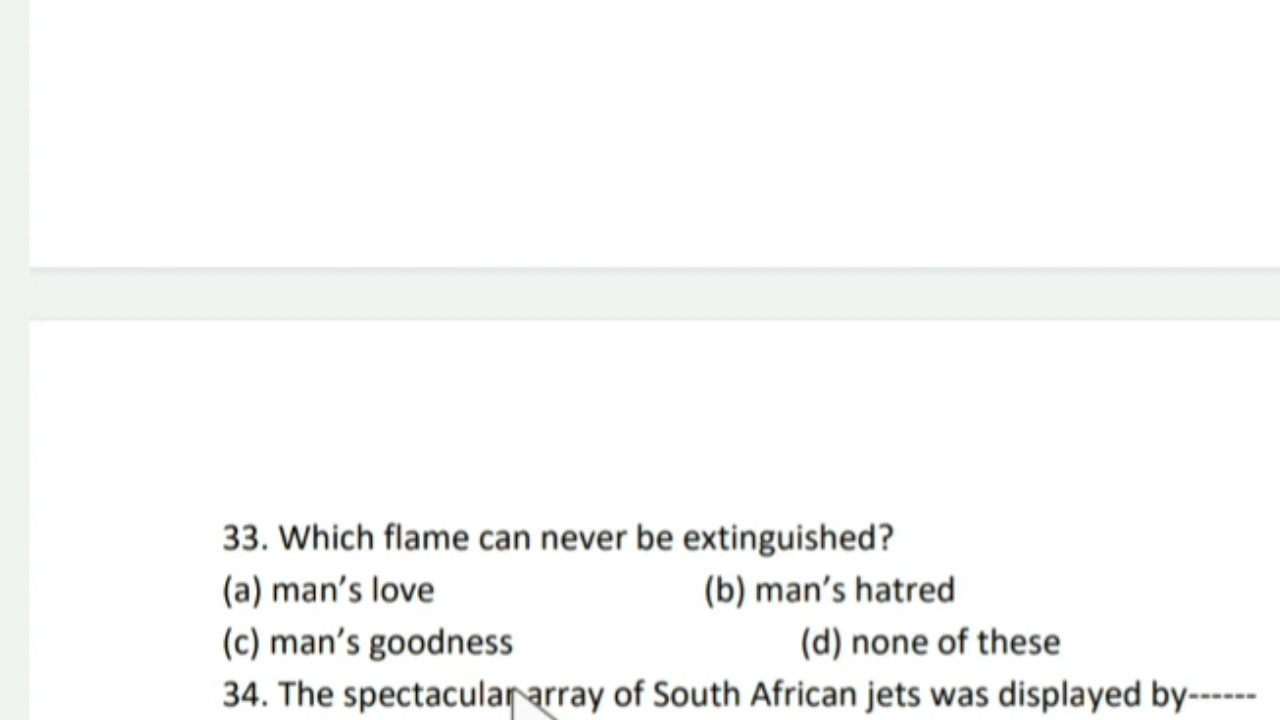 33. Which flame can never be extinguished?
(a) man’s love (b) man’s hatred
(c) man’s goodness (d) none of these
34. The spectacular array of South African jets was displayed by------